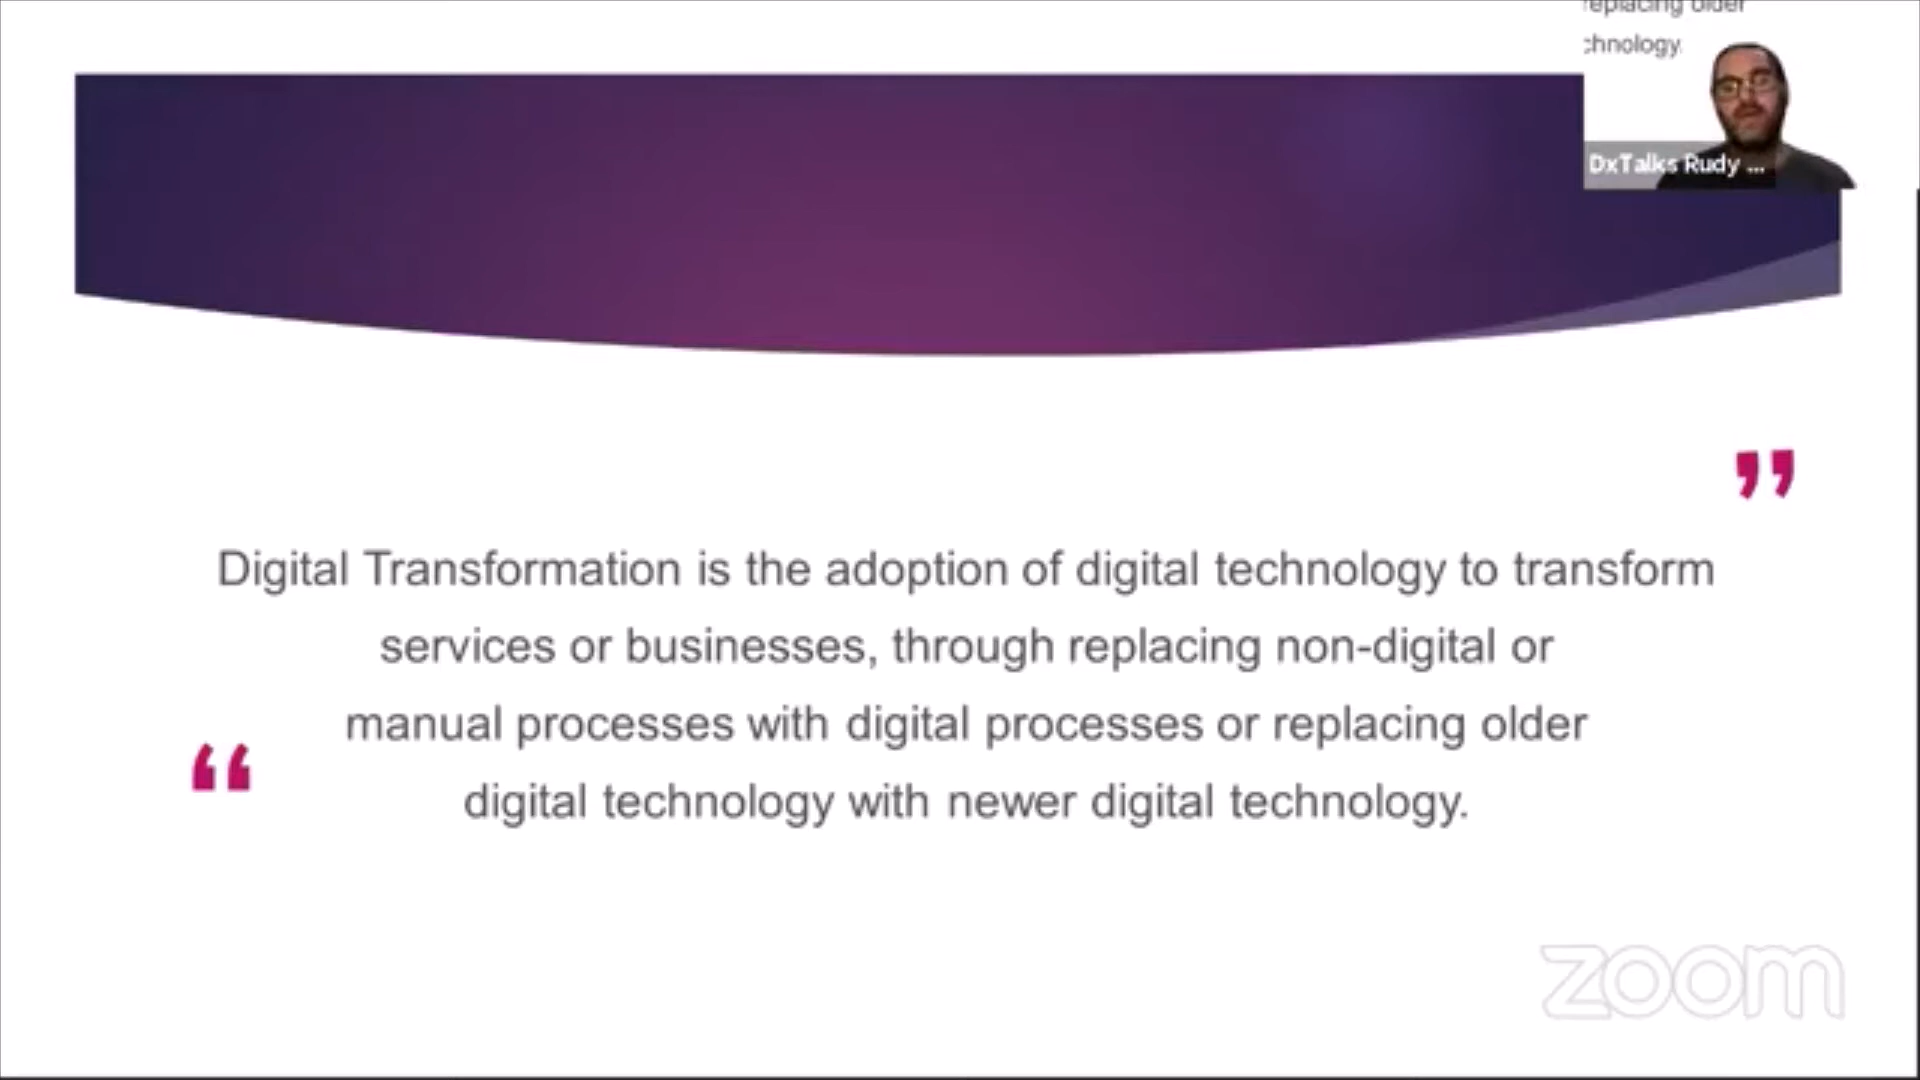 replacing older
chnology.
DxTalks Rudy ...
”
Digital Transformation is the adoption of digital technology to transform
services or businesses, through replacing non-digital or
manual processes with digital processes or replacing older
“
digital technology with newer digital technology.
zoom